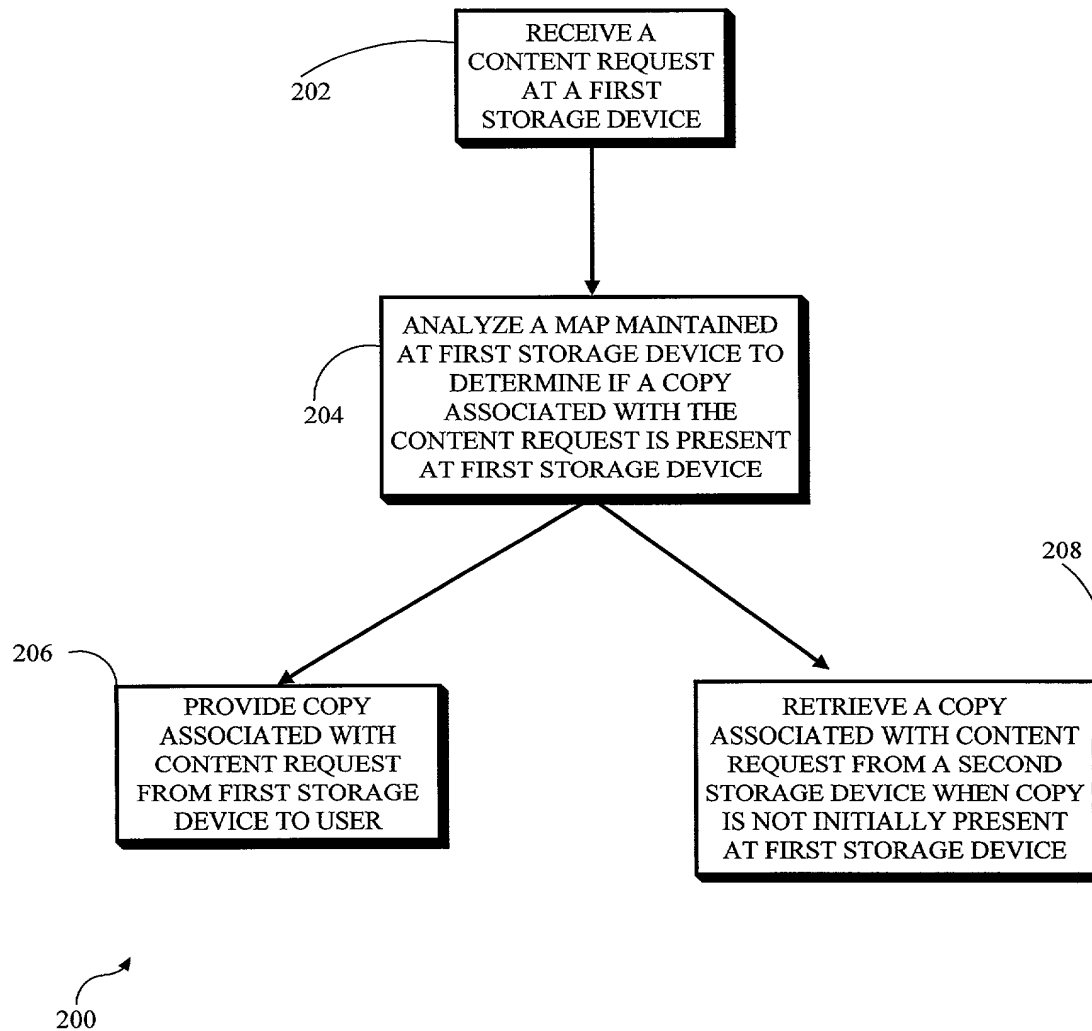 RECEIVE A
CONTENT REQUEST
AT A FIRST
STORAGE DEVICE
202
ANALYZE A MAP MAINTAINED
AT FIRST STORAGE DEVICE TO
DETERMINE IF A COPY
ASSOCIATED WITH THE
CONTENT REQUEST IS PRESENT
AT FIRST STORAGE DEVICE
204
206
PROVIDE COPY
ASSOCIATED WITH
CONTENT REQUEST
FROM FIRST STORAGE
DEVICE TO USER
208
RETRIEVE A COPY
ASSOCIATED WITH CONTENT
REQUEST FROM A SECOND
STORAGE DEVICE WHEN COPY
IS NOT INITIALLY PRESENT
AT FIRST STORAGE DEVICE
200